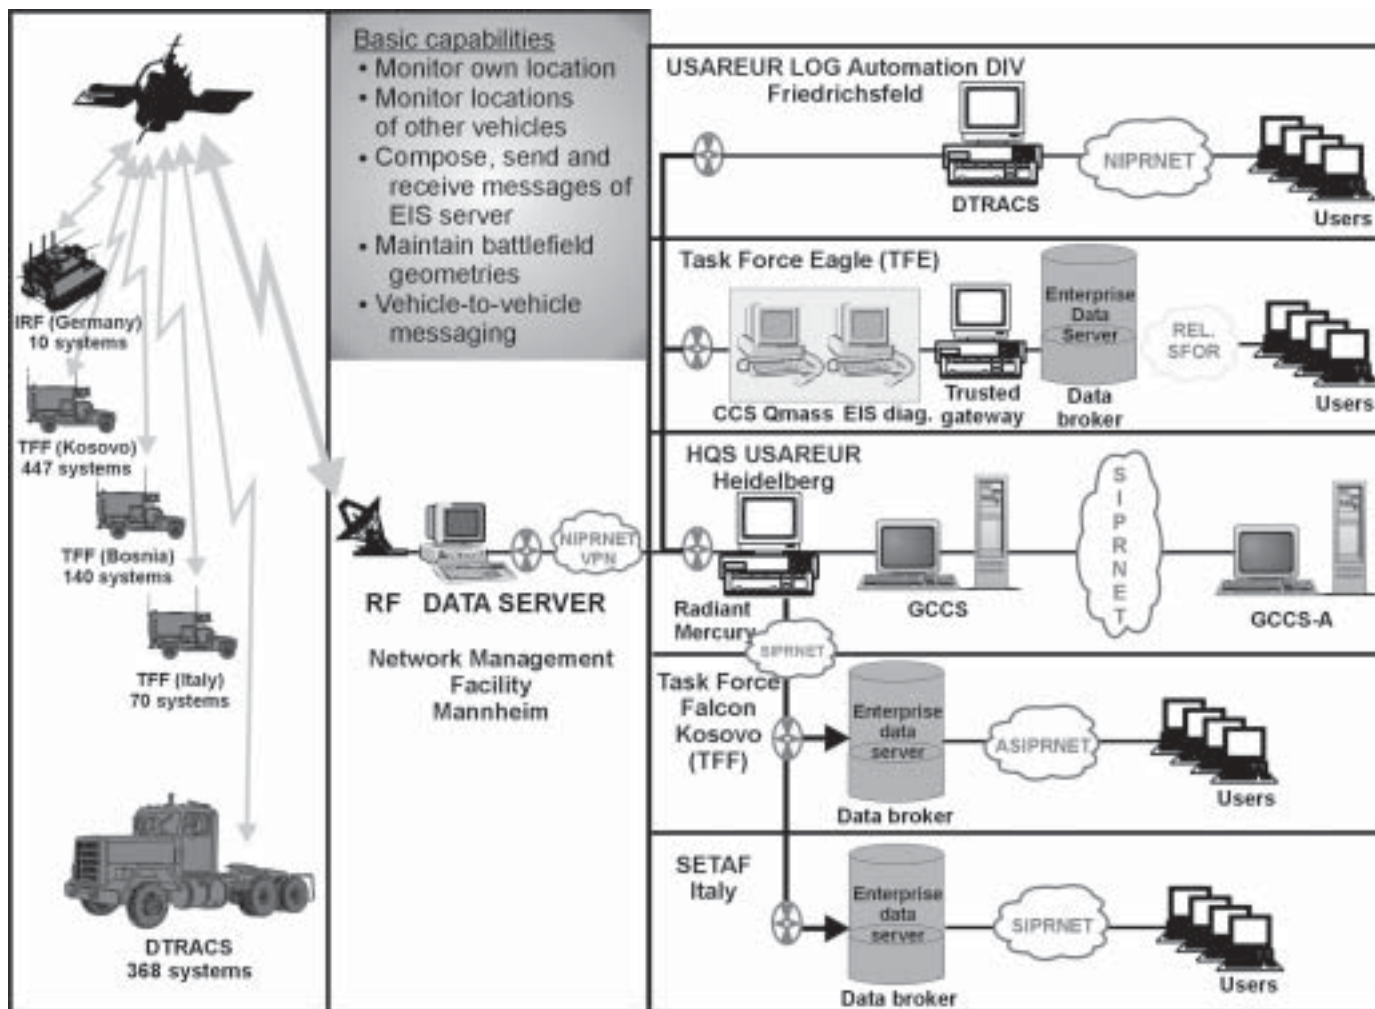 IRF (Germany)
10 systems
TFF (Kosovo)
447 systems
TFF (Bosnia)
140 systems
TFF (Italy)
70 systems
DTRACS
368 systems
Basic capabilities
• Monitor own location
• Monitor locations
of other vehicles
• Compose, send and
receive messages of
EIS server
• Maintain battlefield
geometries
• Vehicle-to-vehicle
messaging
NIPRNET
VPN
RF DATA SERVER
Network Management
Facility
Mannheim
USAREUR LOG Automation DIV
Friedrichsfeld
DTRACS
NIPRNET
Users
Task Force Eagle (TFE)
CCS Qmass
EIS diag.
Trusted
gateway
Enterprise
Data
Server
Data
broker
REL.
SFOR
Users
HQS USAREUR
Heidelberg
Radiant
Mercury
GCCS
SIPRNET
GCCS-A
SIPRNET
Task Force
Falcon
Kosovo
(TFF)
Enterprise
data
server
Data broker
ASIPRNET
Users
SETAF
Italy
Enterprise
data
server
Data broker
SIPRNET
Users